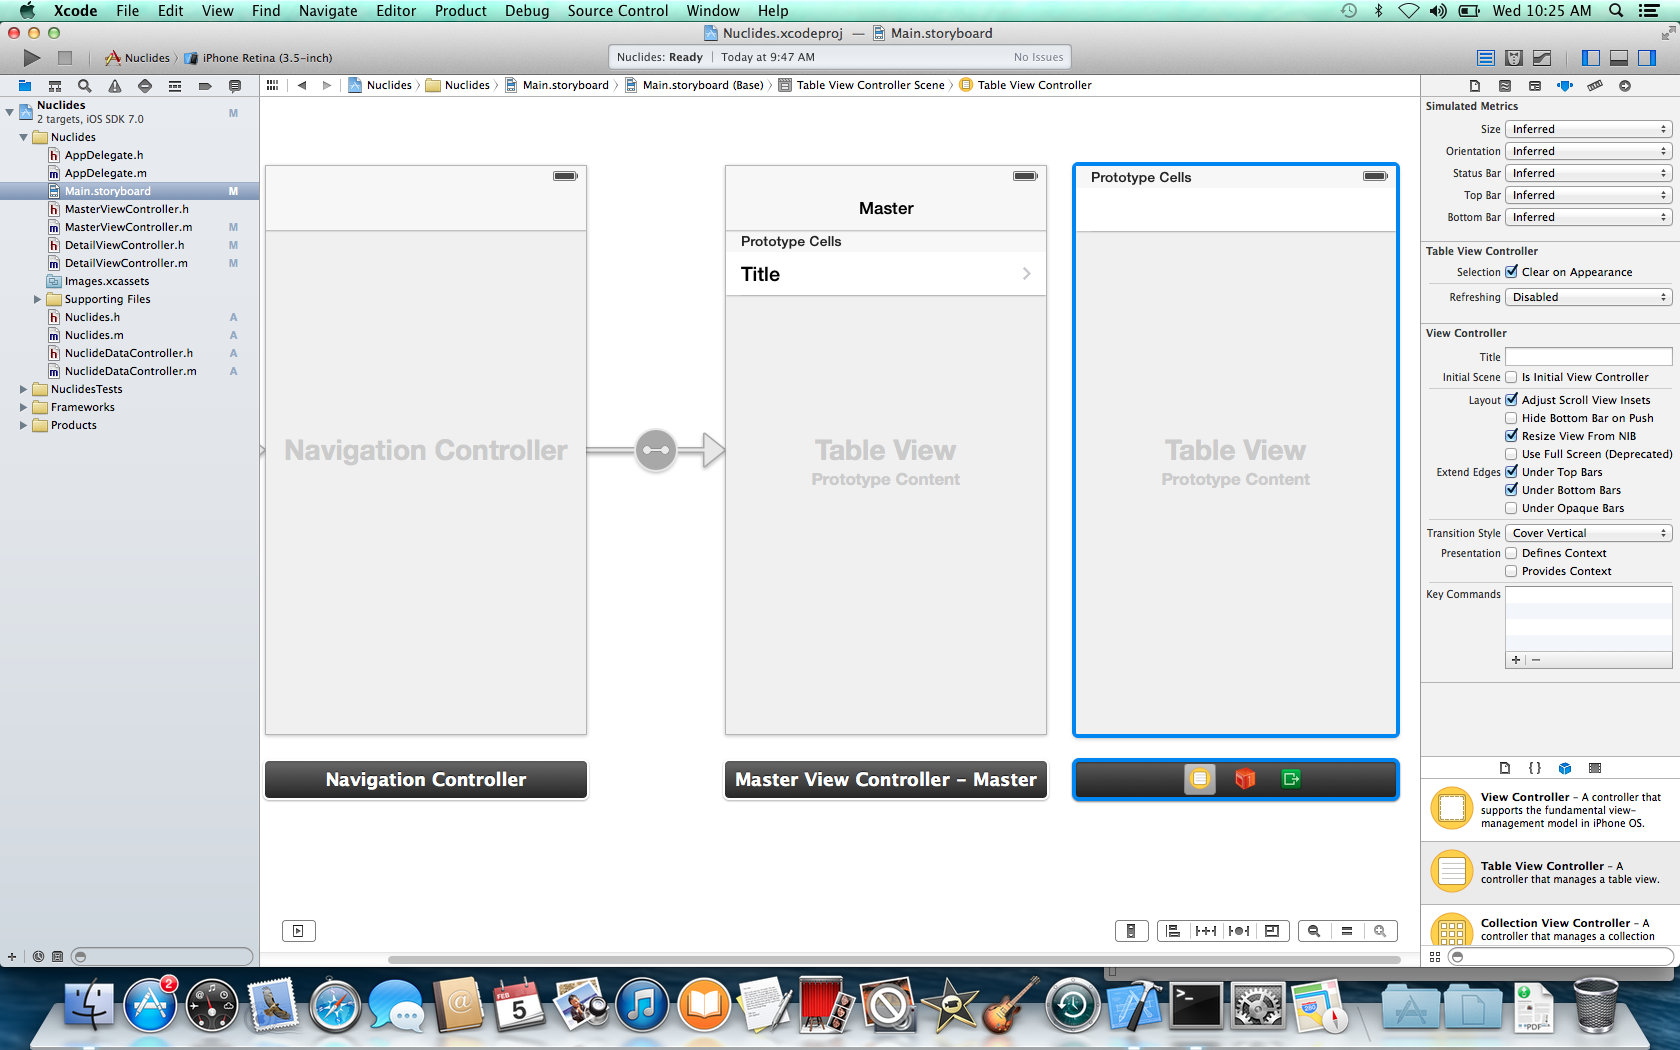 Xcode File Edit View Find Navigate Editor Product Debug Source Control Window Help Wed 10:25 AM
Nuclides.xcodeproj — Main.storyboard
Nuclides iPhone Retina (3.5-inch)
Nuclides: Ready Today at 9:47 AM No Issues
Nuclides Nuclides Main.storyboard Main.storyboard (Base) Table View Controller Scene Table View Controller
Nuclides
2 targets, iOS SDK 7.0 M
Nuclides
h AppDelegate.h
m AppDelegate.m
Main.storyboard M
h MasterViewController.h
m MasterViewController.m M
h DetailViewController.h M
m DetailViewController.m M
Images.xcassets
Supporting Files
h Nuclides.h A
m Nuclides.m A
h NuclideDataController.h A
m NuclideDataController.m A
NuclidesTests
Frameworks
Products
Navigation Controller
Navigation Controller
Master
Prototype Cells
Title
Table View
Prototype Content
Master View Controller – Master
Prototype Cells
Table View
Prototype Content
Simulated Metrics
Size Inferred
Orientation Inferred
Status Bar Inferred
Top Bar Inferred
Bottom Bar Inferred
Table View Controller
Selection Clear on Appearance
Refreshing Disabled
View Controller
Title
Initial Scene Is Initial View Controller
Layout Adjust Scroll View Insets
Hide Bottom Bar on Push
Resize View From NIB
Use Full Screen (Deprecated)
Extend Edges Under Top Bars
Under Bottom Bars
Under Opaque Bars
Transition Style Cover Vertical
Presentation Defines Context
Provides Context
Key Commands
View Controller – A controller that
supports the fundamental view-
management model in iPhone OS.
Table View Controller – A
controller that manages a table view.
Collection View Controller – A
controller that manages a collection
2
FEB
5
PDF